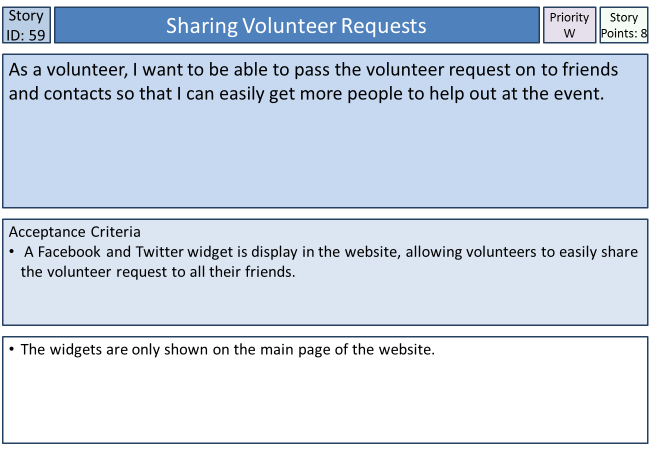 Story
ID: 59
Sharing Volunteer Requests
Priority
W
Story
Points: 8
As a volunteer, I want to be able to pass the volunteer request on to friends
and contacts so that I can easily get more people to help out at the event.
Acceptance Criteria
• A Facebook and Twitter widget is display in the website, allowing volunteers to easily share
the volunteer request to all their friends.
• The widgets are only shown on the main page of the website.